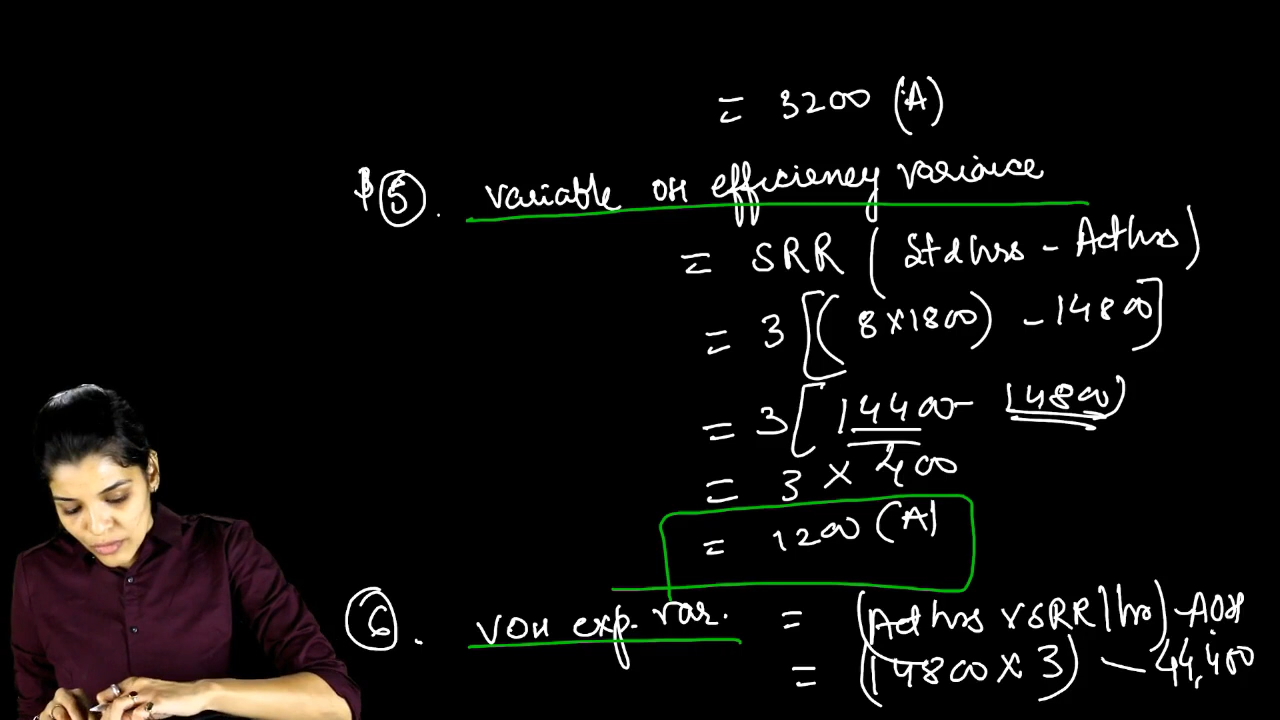 = 3200 (A)
5. Variable OH efficiency variance
= SRR (Std hrs - Act hrs)
= 3 [(8×1800) - 14800]
= 3 [14400 - 14800)
= 3 × 400
= 1200 (A)
6. VOH exp. var. = (Act hrs × SRR/hr) - AOH
= (14800 × 3) - 44,400